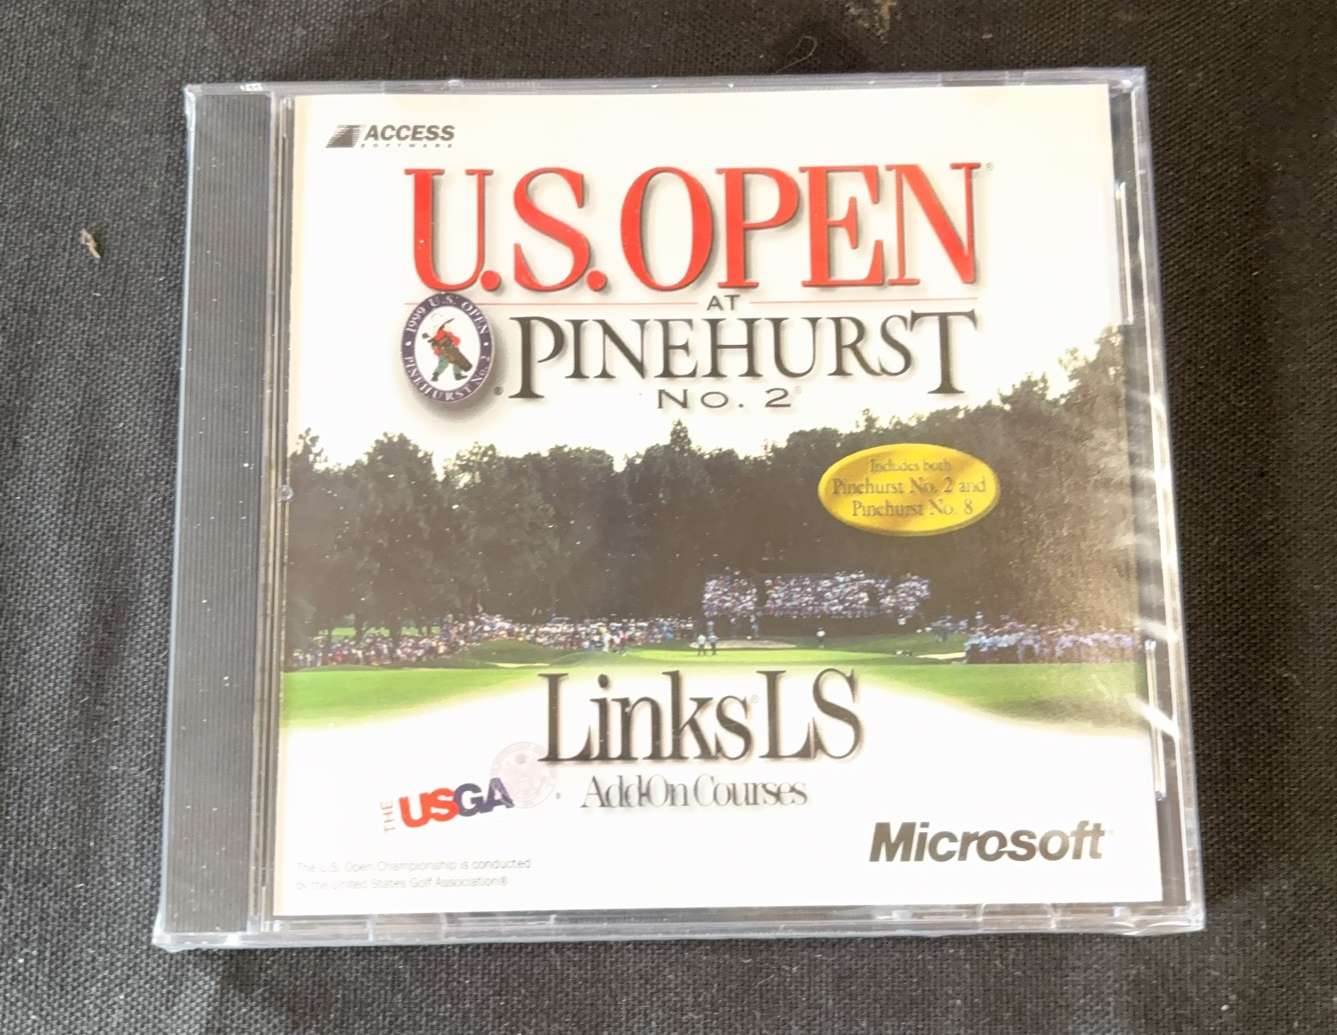 ACCESS
SOFTWARE
U.S. OPEN®
AT
1999 U.S. OPEN
PINEHURST No. 2
®
PINEHURST
No. 2®
Includes both
Pinehurst No. 2 and
Pinehurst No. 8
Links LS
Add-On Courses
THE USGA®
Microsoft
The U.S. Open Championship is conducted
by the United States Golf Association®